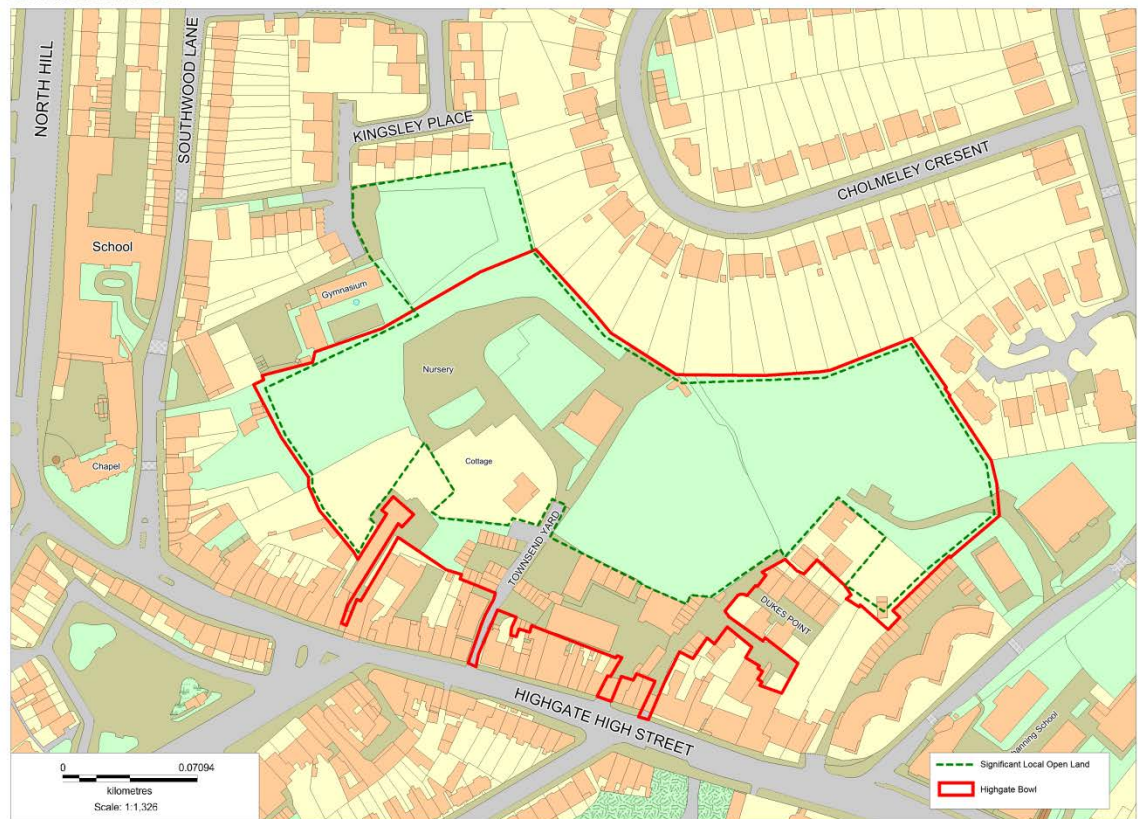 NORTH HILL
SOUTHWOOD LANE
KINGSLEY PLACE
CHOLMELEY CRESENT
School
Gymnasium
Nursery
Cottage
Chapel
TOWNSEND YARD
DUKES POINT
HIGHGATE HIGH STREET
hanning School
0 0.07094
kilometres
Scale: 1:1,326
Significant Local Open Land
Highgate Bowl